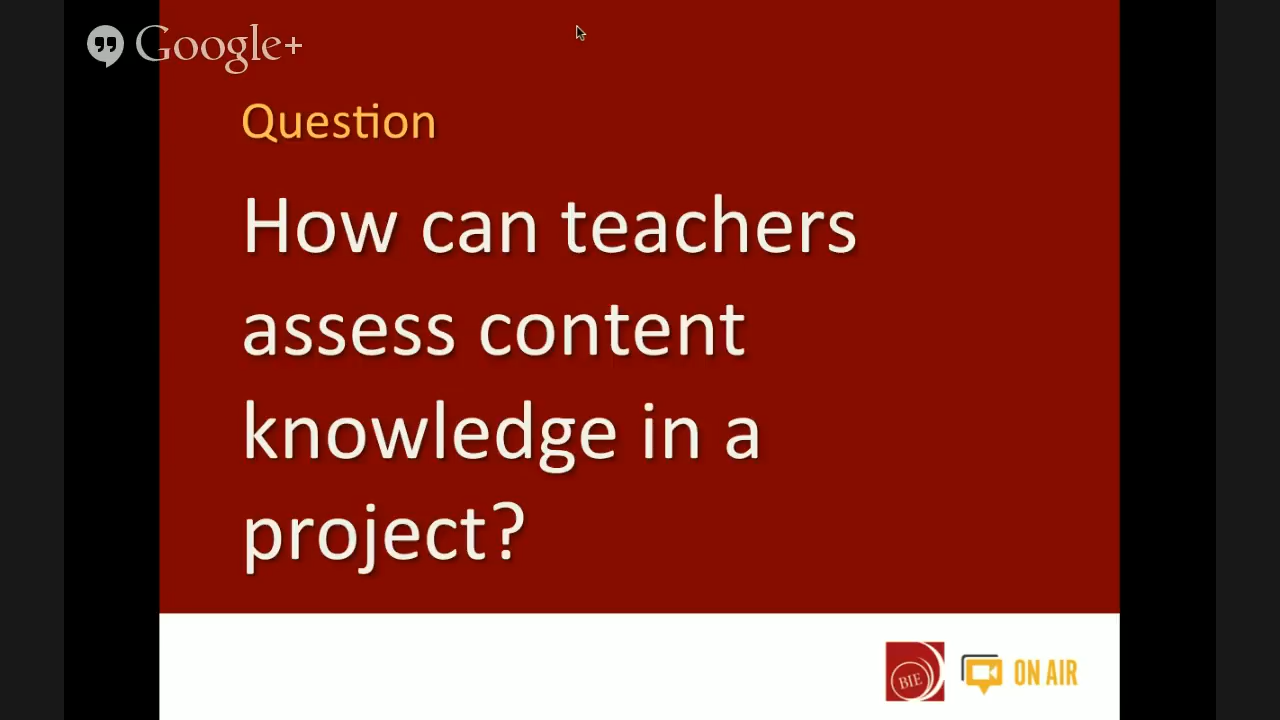 Google+
Question
How can teachers
assess content
knowledge in a
project?
BIE
ON AIR